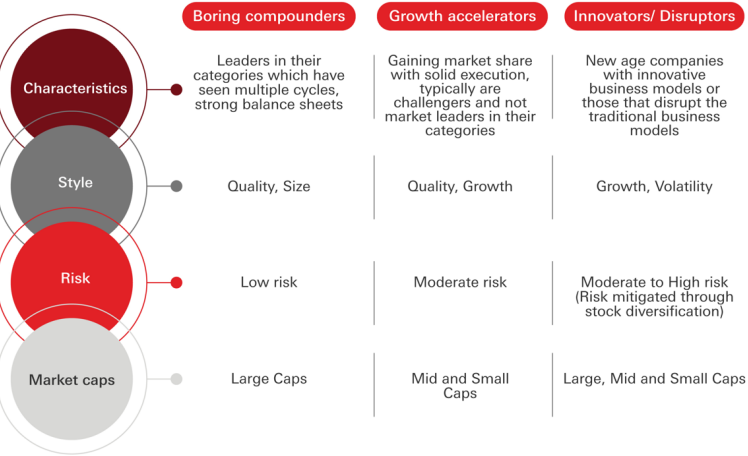 Boring compounders
Growth accelerators
Innovators/ Disruptors
Characteristics
Leaders in their
categories which have
seen multiple cycles,
strong balance sheets
Gaining market share
with solid execution,
typically are
challengers and not
market leaders in their
categories
New age companies
with innovative
business models or
those that disrupt the
traditional business
models
Style
Quality, Size
Quality, Growth
Growth, Volatility
Risk
Low risk
Moderate risk
Moderate to High risk
(Risk mitigated through
stock diversification)
Market caps
Large Caps
Mid and Small
Caps
Large, Mid and Small Caps